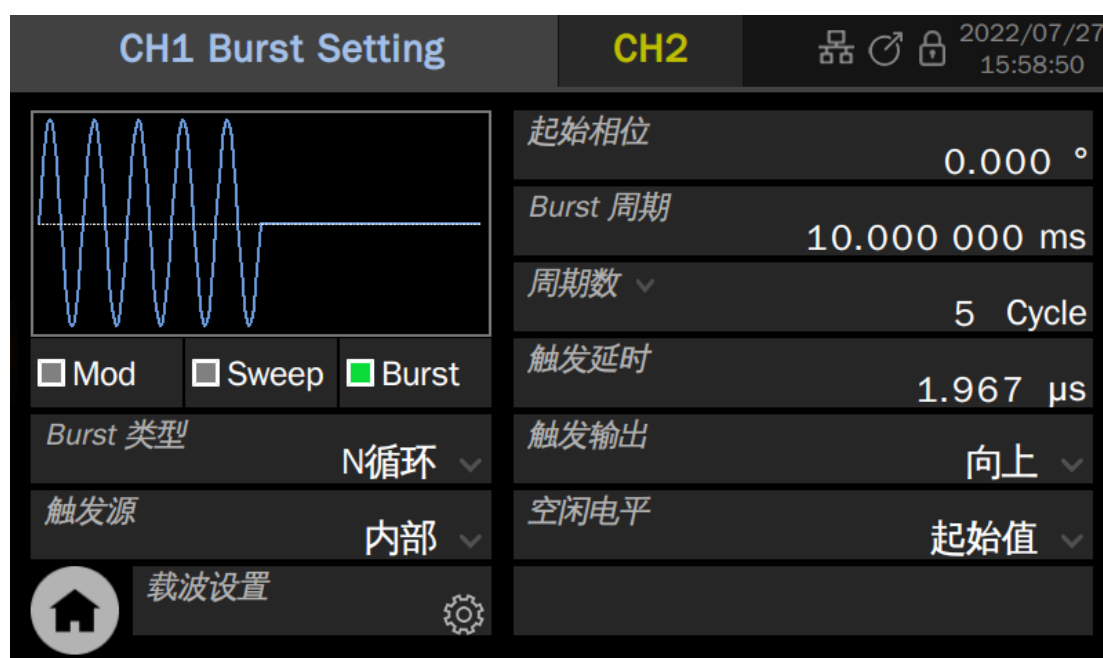 CH1 Burst Setting
CH2
2022/07/27
15:58:50
起始相位
0.000 °
Burst 周期
10.000 000 ms
周期数
5 Cycle
Mod
Sweep
Burst
触发延时
1.967 µs
Burst 类型
N循环
触发输出
向上
触发源
内部
空闲电平
起始值
载波设置